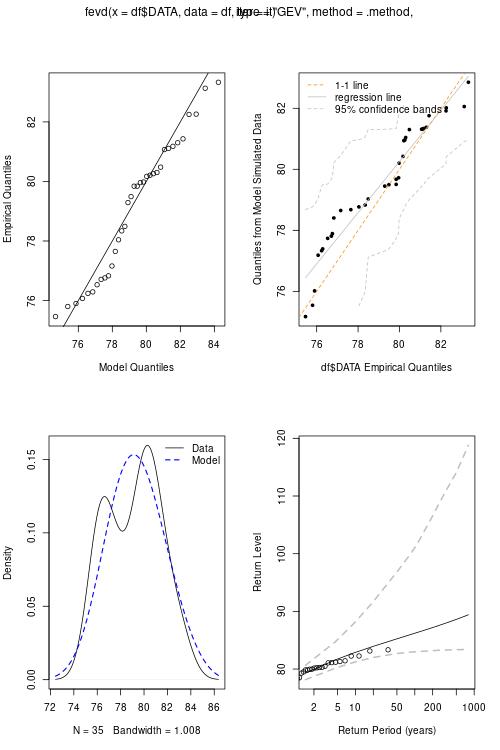 fevd(x = df$DATA, data = df, type = "GEV", method = .method,
Empirical Quantiles
76 78 80 82
76 78 80 82 84
Model Quantiles
Quantiles from Model Simulated Data
76 78 80 82
1-1 line
regression line
95% confidence bands
76 78 80 82
df$DATA Empirical Quantiles
Density
0.00 0.05 0.10 0.15
Data
Model
72 74 76 78 80 82 84 86
N = 35 Bandwidth = 1.008
Return Level
80 90 100 110 120
2 5 10 50 200 1000
Return Period (years)